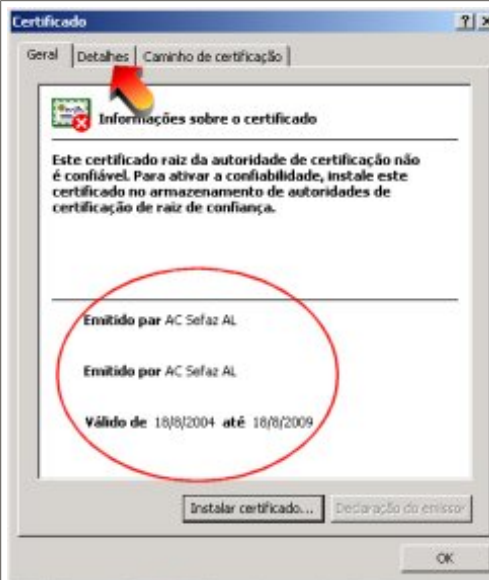 Certificado
Geral Detalhes Caminho de certificação
Informações sobre o certificado
Este certificado raiz da autoridade de certificação não
é confiável. Para ativar a confiabilidade, instale este
certificado no armazenamento de autoridades de
certificação de raiz de confiança.
Emitido par AC Sefaz AL
Emitido por AC Sefaz AL
Válido de 18/8/2004 até 18/8/2009
Instalar certificado... Declaração do emissor
OK